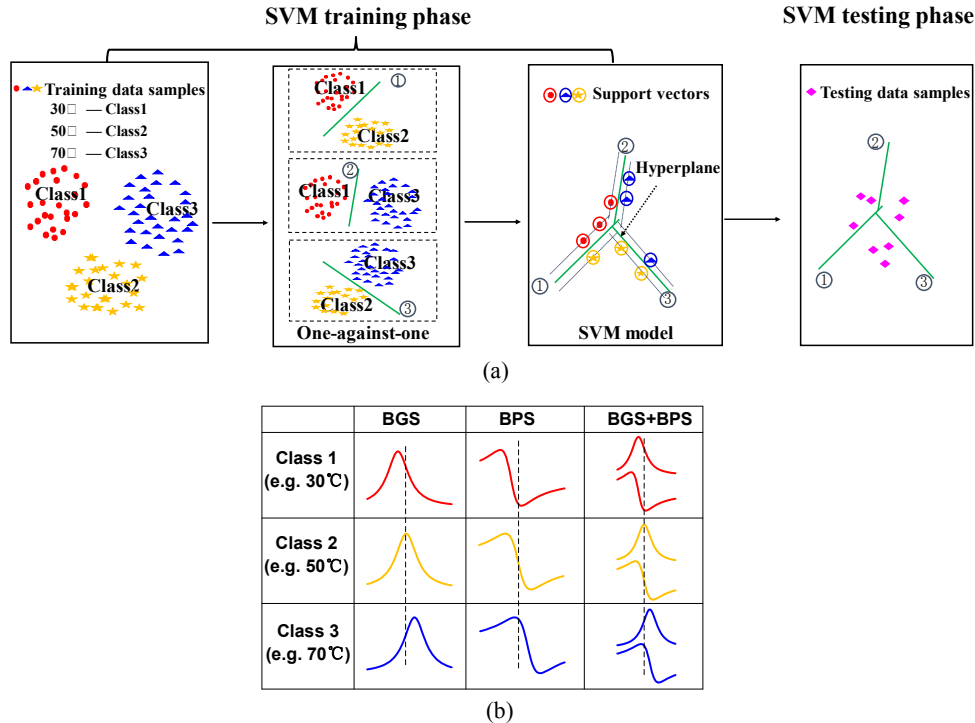 SVM training phase
SVM testing phase
Training data samples
30□ — Class1
50□ — Class2
70□ — Class3
Class1
Class3
Class2
Class1
①
Class2
②
Class1
Class3
Class3
Class2
③
One-against-one
Support vectors
②
Hyperplane
①
③
SVM model
Testing data samples
②
①
③
(a)
BGS BPS BGS+BPS
Class 1
(e.g. 30℃)
Class 2
(e.g. 50℃)
Class 3
(e.g. 70℃)
(b)